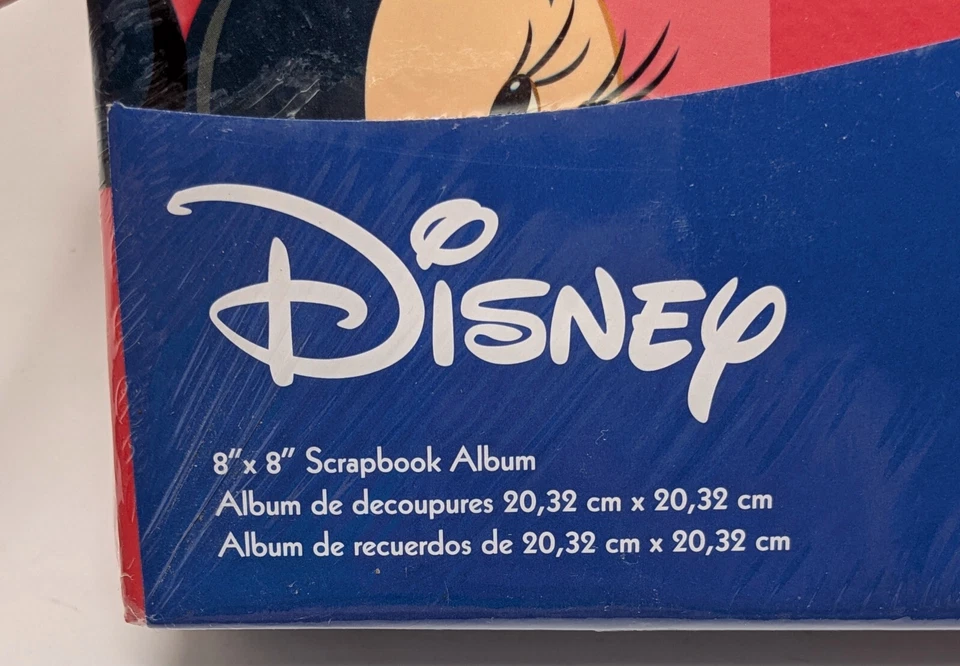 Disney
8" x 8" Scrapbook Album
Album de decoupures 20,32 cm x 20,32 cm
Album de recuerdos de 20,32 cm x 20,32 cm